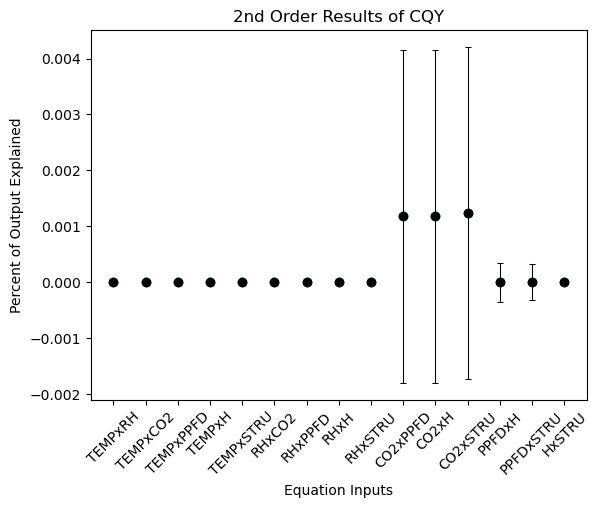 2nd Order Results of CQY
Percent of Output Explained
0.004
0.003
0.002
0.001
0.000
−0.001
−0.002
TEMPxRH
TEMPxCO2
TEMPxPPFD
TEMPxH
TEMPxSTRU
RHxCO2
RHxPPFD
RHxH
RHxSTRU
CO2xPPFD
CO2xH
CO2xSTRU
PPFDxH
PPFDxSTRU
HxSTRU
Equation Inputs